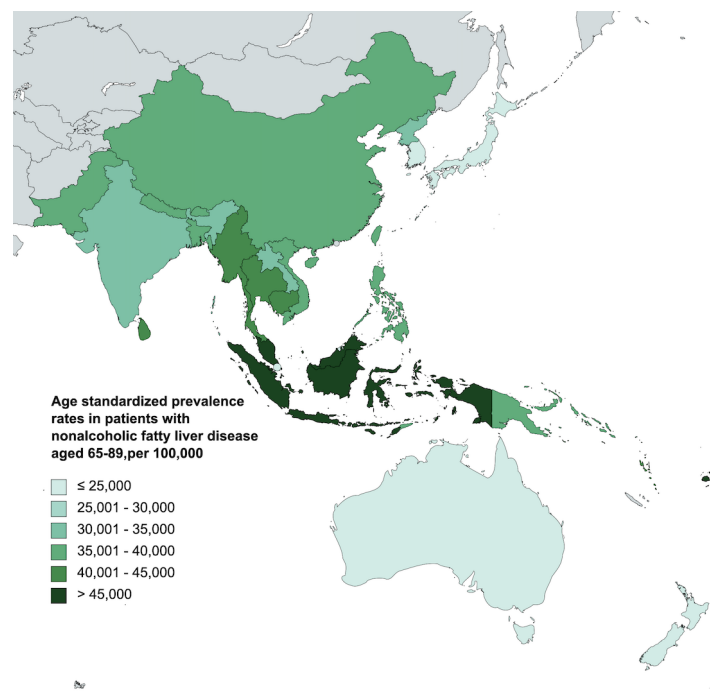 Age standardized prevalence
rates in patients with
nonalcoholic fatty liver disease
aged 65-89,per 100,000
≤ 25,000
25,001 - 30,000
30,001 - 35,000
35,001 - 40,000
40,001 - 45,000
> 45,000